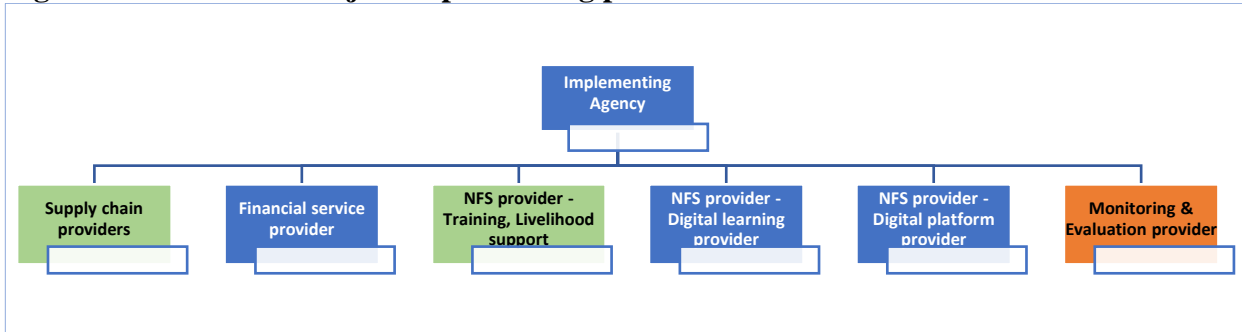 Implementing
Agency
Supply chain
providers
Financial service
provider
NFS provider -
Training, Livelihood
support
NFS provider -
Digital learning
provider
NFS provider -
Digital platform
provider
Monitoring &
Evaluation provider